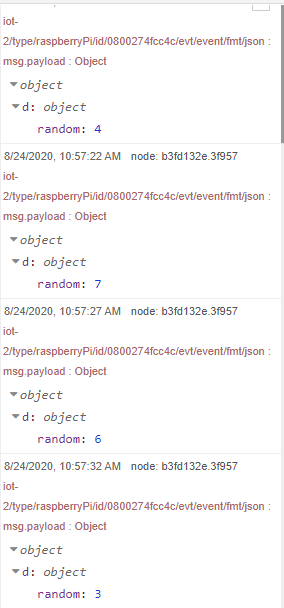 iot-
2/type/raspberryPi/id/0800274fcc4c/evt/event/fmt/json :
msg.payload : Object
object
d: object
random: 4
8/24/2020, 10:57:22 AM node: b3fd132e.3f957
iot-
2/type/raspberryPi/id/0800274fcc4c/evt/event/fmt/json :
msg.payload : Object
object
d: object
random: 7
8/24/2020, 10:57:27 AM node: b3fd132e.3f957
iot-
2/type/raspberryPi/id/0800274fcc4c/evt/event/fmt/json :
msg.payload : Object
object
d: object
random: 6
8/24/2020, 10:57:32 AM node: b3fd132e.3f957
iot-
2/type/raspberryPi/id/0800274fcc4c/evt/event/fmt/json :
msg.payload : Object
object
d: object
random: 3